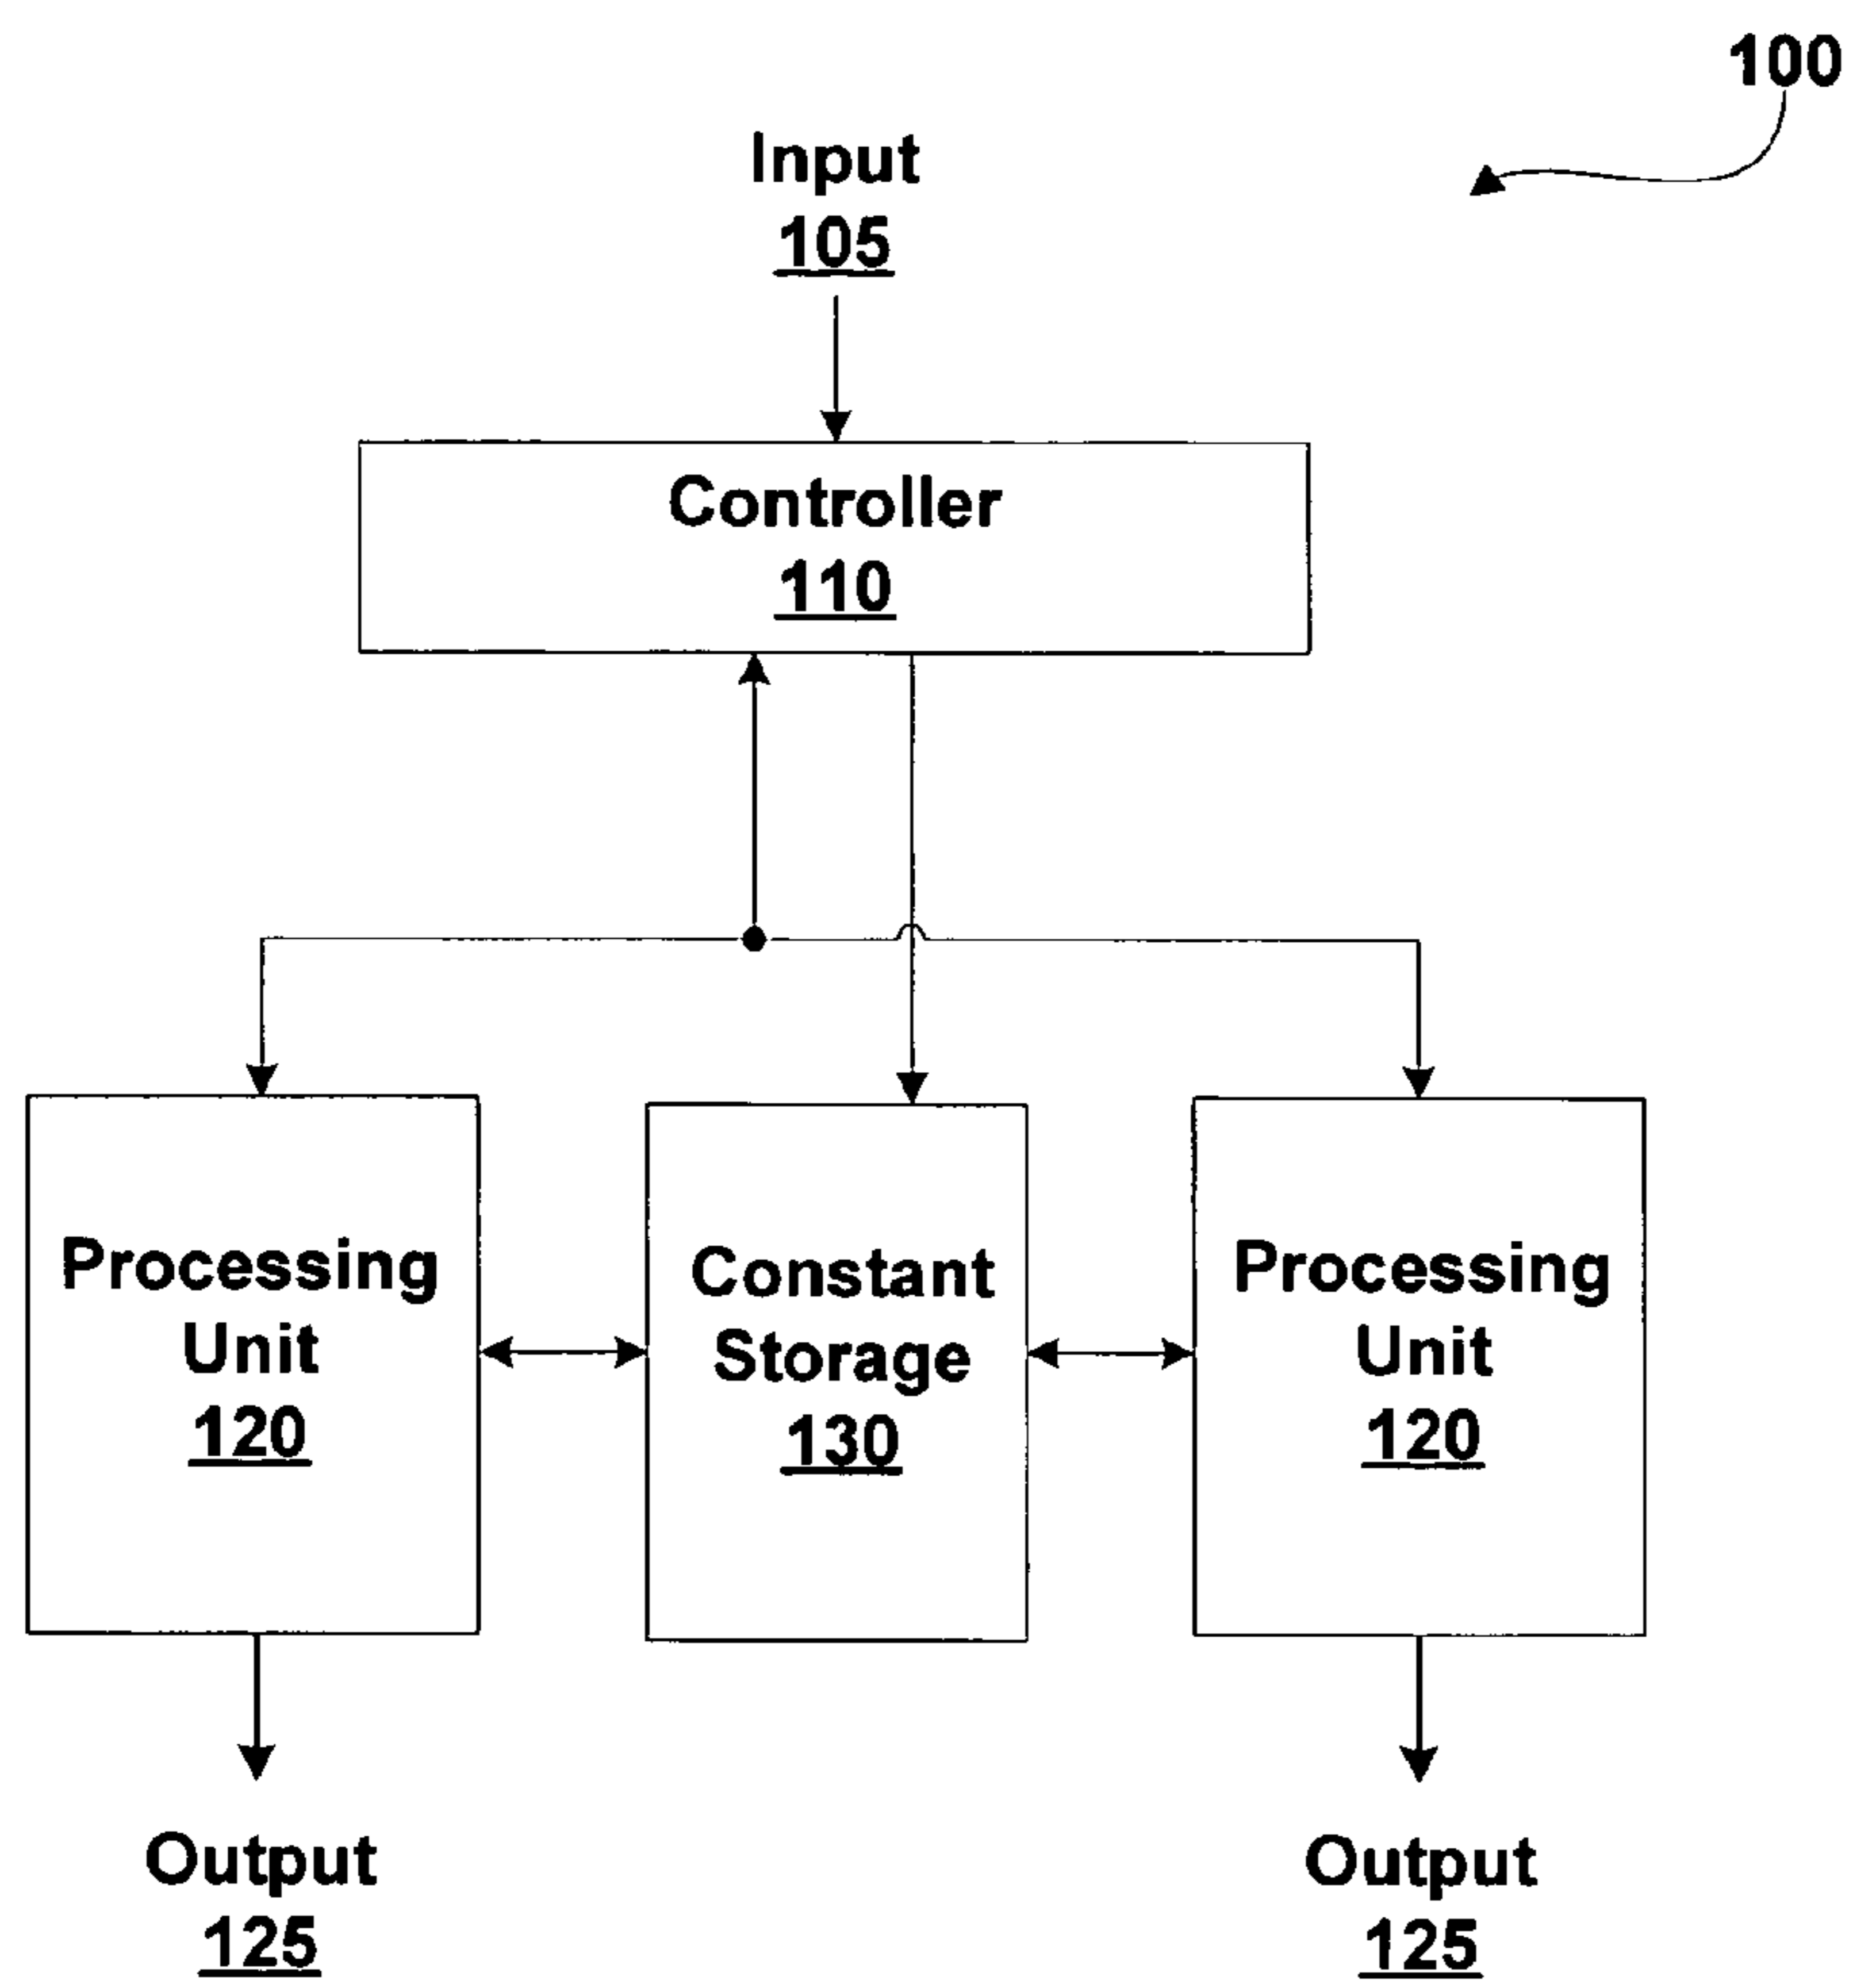 100
Input
105
Controller
110
Processing
Unit
120
Constant
Storage
130
Processing
Unit
120
Output
125
Output
125